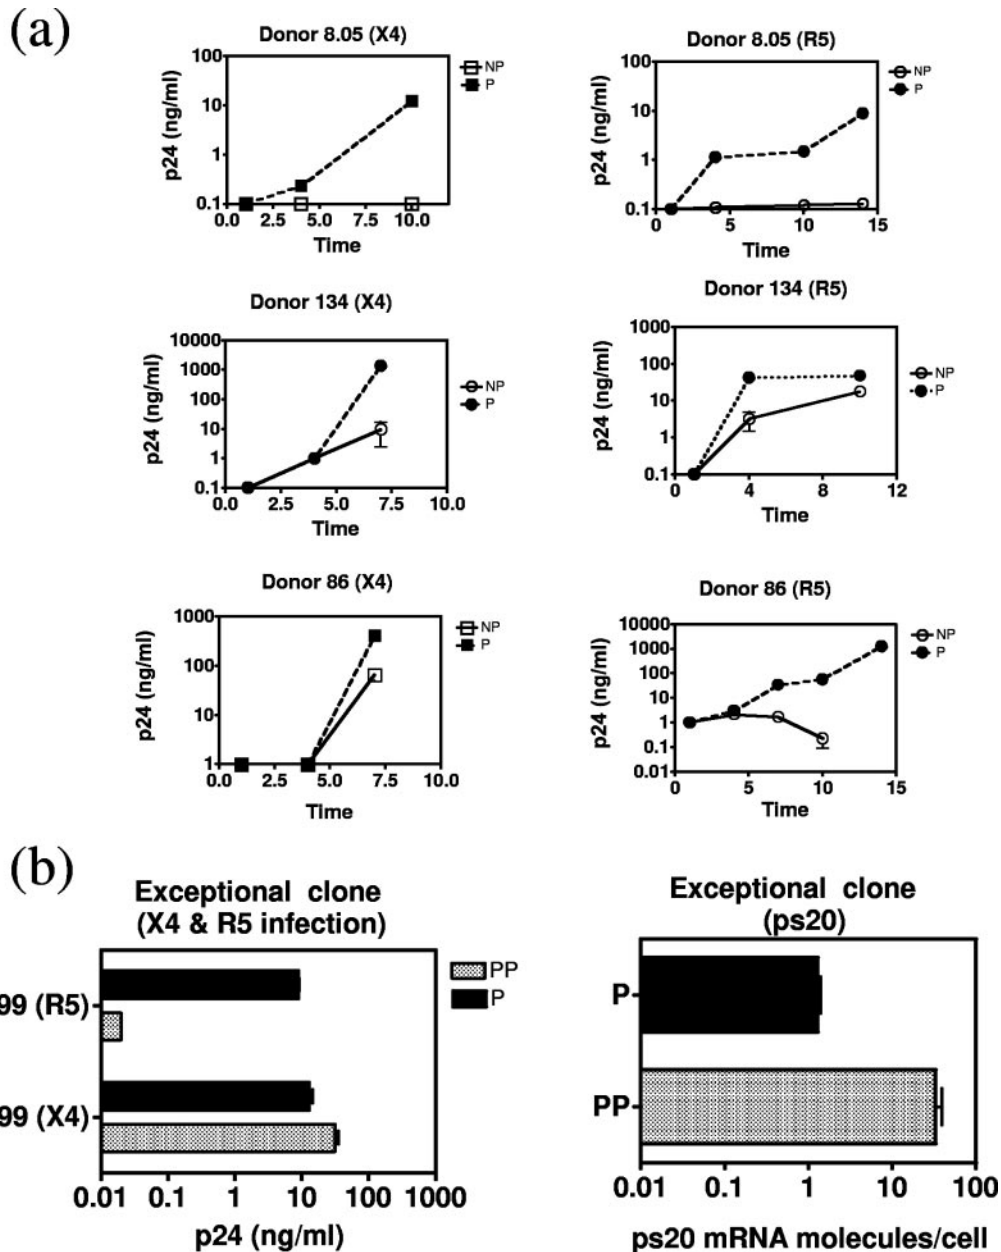 (a)
Donor 8.05 (X4)
100
10
1
0.1
p24 (ng/ml)
0.0 2.5 5.0 7.5 10.0
Time
NP
P
Donor 8.05 (R5)
100
10
1
0.1
p24 (ng/ml)
0 5 10 15
Time
NP
P
Donor 134 (X4)
10000
1000
100
10
1
0.1
p24 (ng/ml)
0.0 2.5 5.0 7.5 10.0
Time
NP
P
Donor 134 (R5)
1000
100
10
1
0.1
p24 (ng/ml)
0 4 8 12
Time
NP
P
Donor 86 (X4)
1000
100
10
1
p24 (ng/ml)
0.0 2.5 5.0 7.5 10.0
Time
NP
P
Donor 86 (R5)
10000
1000
100
10
1
0.1
0.01
p24 (ng/ml)
0 5 10 15
Time
NP
P
(b)
Exceptional clone
(X4 & R5 infection)
99 (R5)
99 (X4)
0.01 0.1 1 10 100 1000
p24 (ng/ml)
PP
P
Exceptional clone
(ps20)
P
PP
0.01 0.1 1 10 100
ps20 mRNA molecules/cell